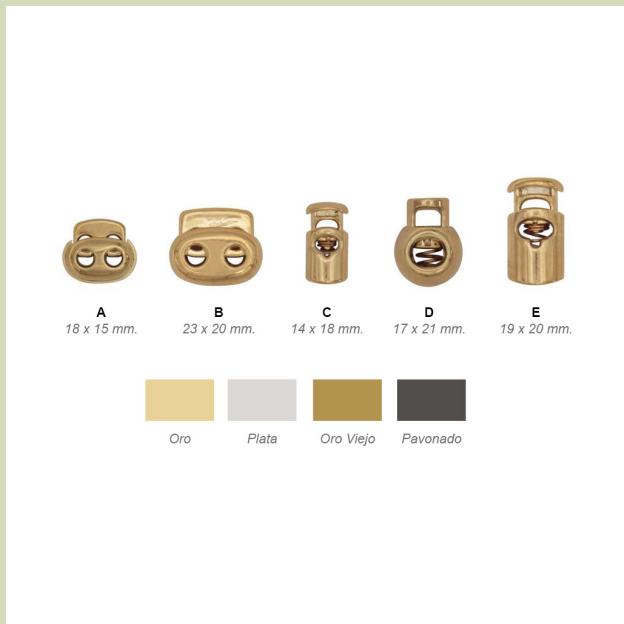 A B C D E
18 x 15 mm. 23 x 20 mm. 14 x 18 mm. 17 x 21 mm. 19 x 20 mm.
Oro Plata Oro Viejo Pavonado